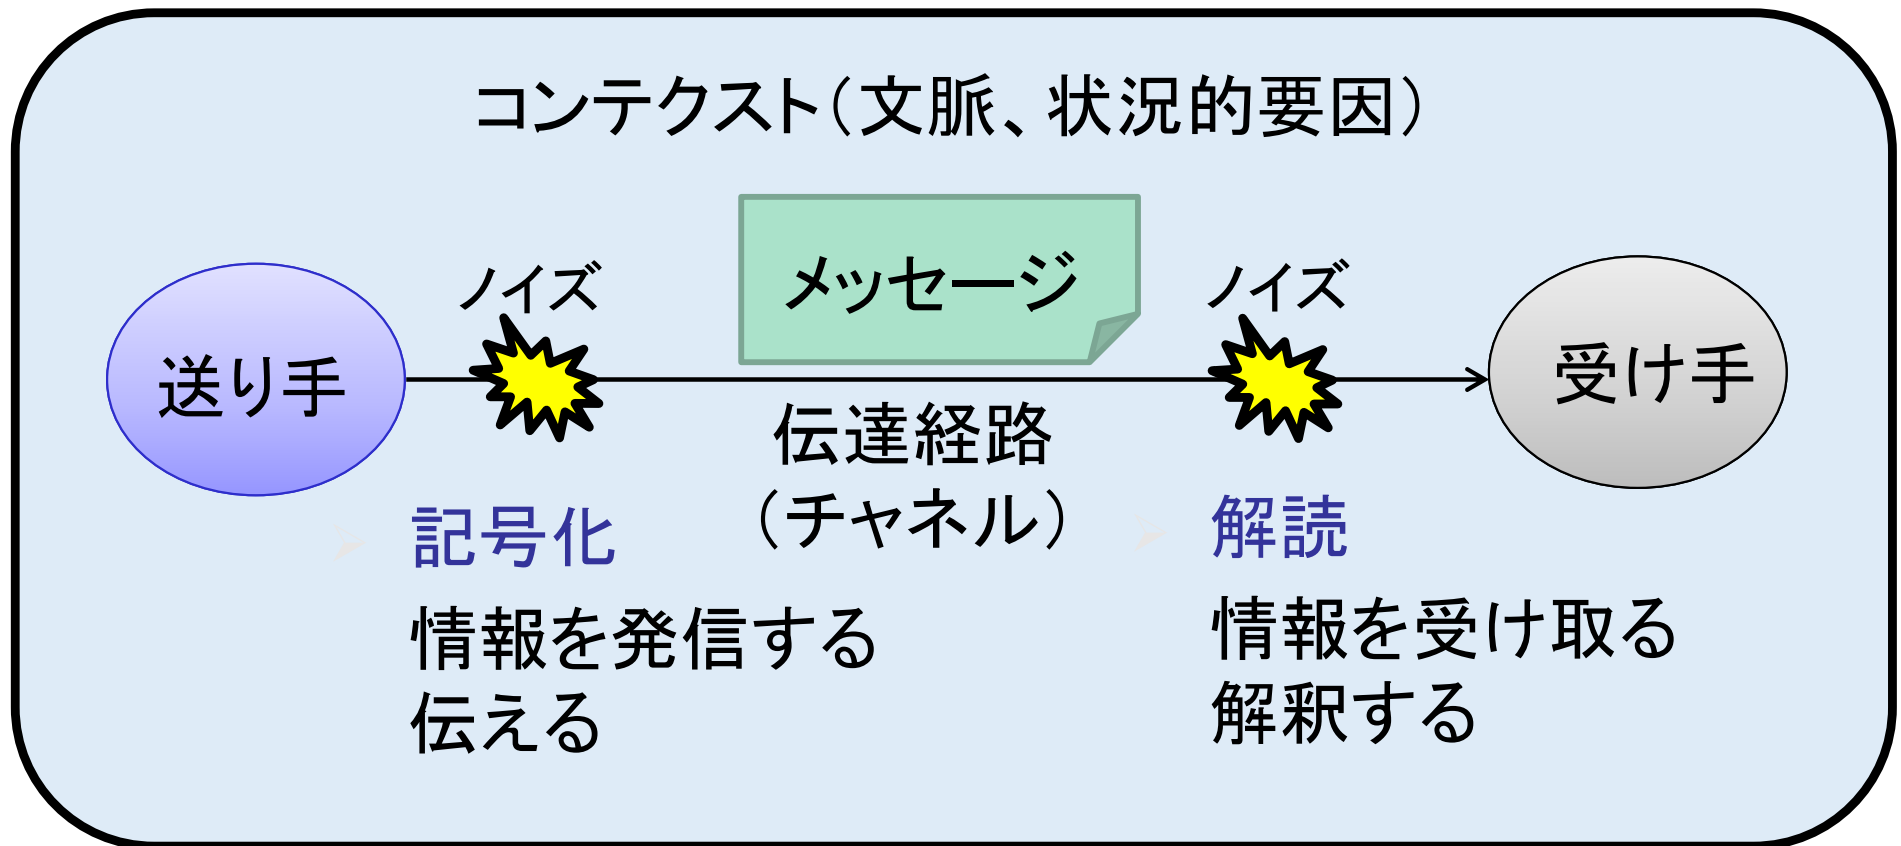 コンテクスト（文脈、状況的要因）
ノイズ
メッセージ
ノイズ
送り手
受け手
伝達経路
（チャネル）
記号化
情報を発信する
伝える
解読
情報を受け取る
解釈する